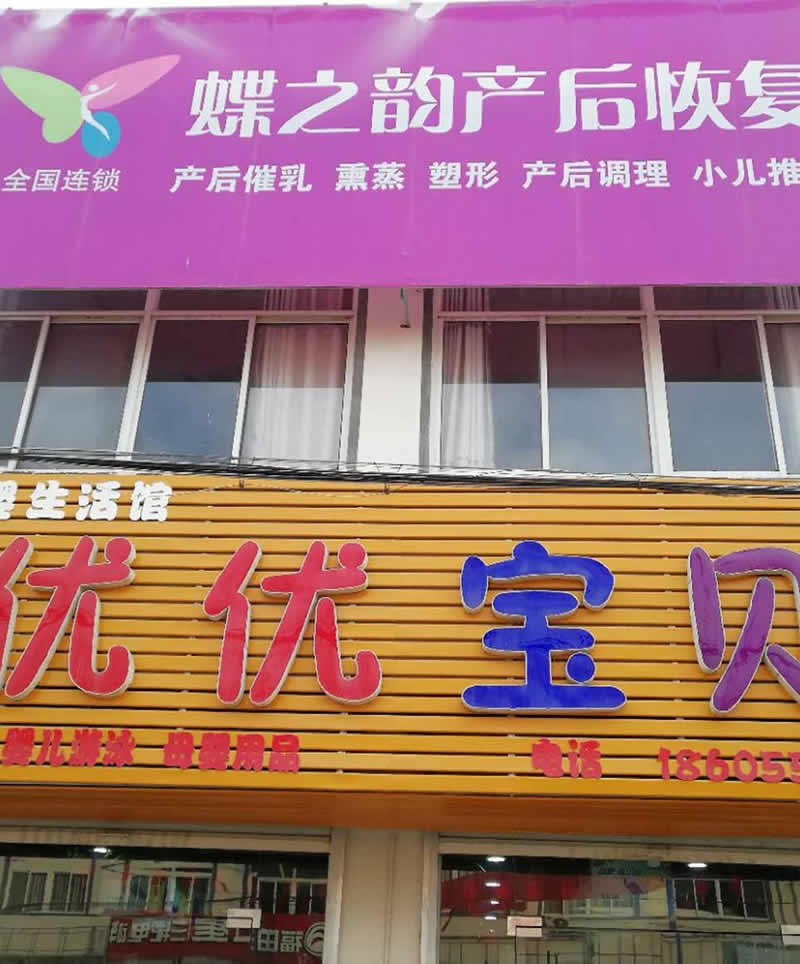 蝶之韵产后恢复
全国连锁
产后催乳 熏蒸 塑形 产后调理 小儿推
婴生活馆
优优宝贝
婴儿游泳 母婴用品 电话 186055
福田